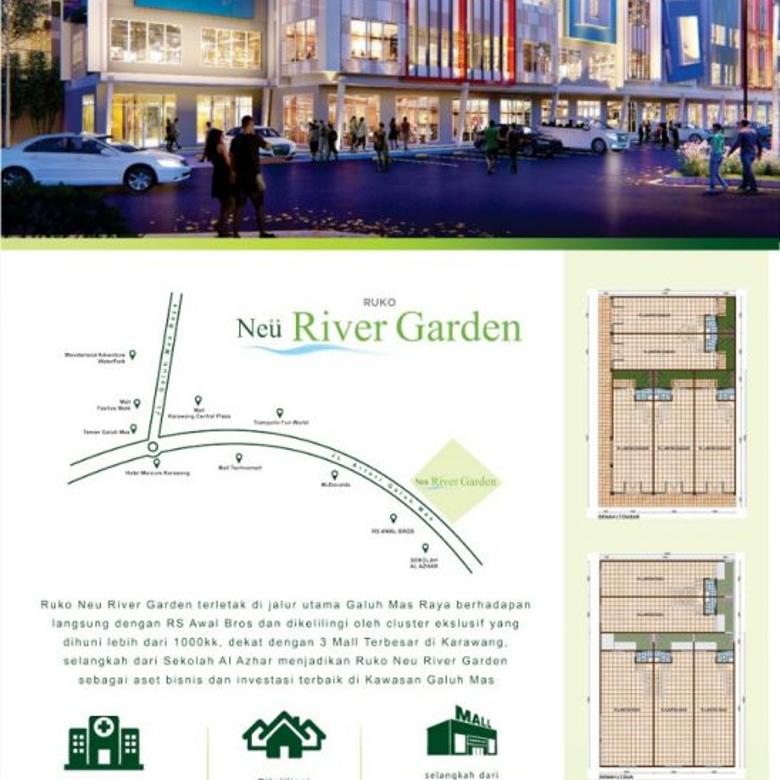 RUKO
Neü River Garden
Wonderland Adventure
WaterPark
Mall
Festive Walk
Taman Galuh Mas
Mall
Karawang Central Plaza
Trampolin Fun World
Hotel Mercure Karawang
Mall Technomart
McDonalds
JL. Arteri Galuh Mas
Neü River Garden
RS AWAL BROS
SEKOLAH
AL AZHAR
Ruko Neu River Garden terletak di jalur utama Galuh Mas Raya berhadapan
langsung dengan RS Awal Bros dan dikelilingi oleh cluster ekslusif yang
dihuni lebih dari 1000kk, dekat dengan 3 Mall Terbesar di Karawang,
selangkah dari Sekolah Al Azhar menjadikan Ruko Neu River Garden
sebagai aset bisnis dan investasi terbaik di Kawasan Galuh Mas
MALL
selangkah dari